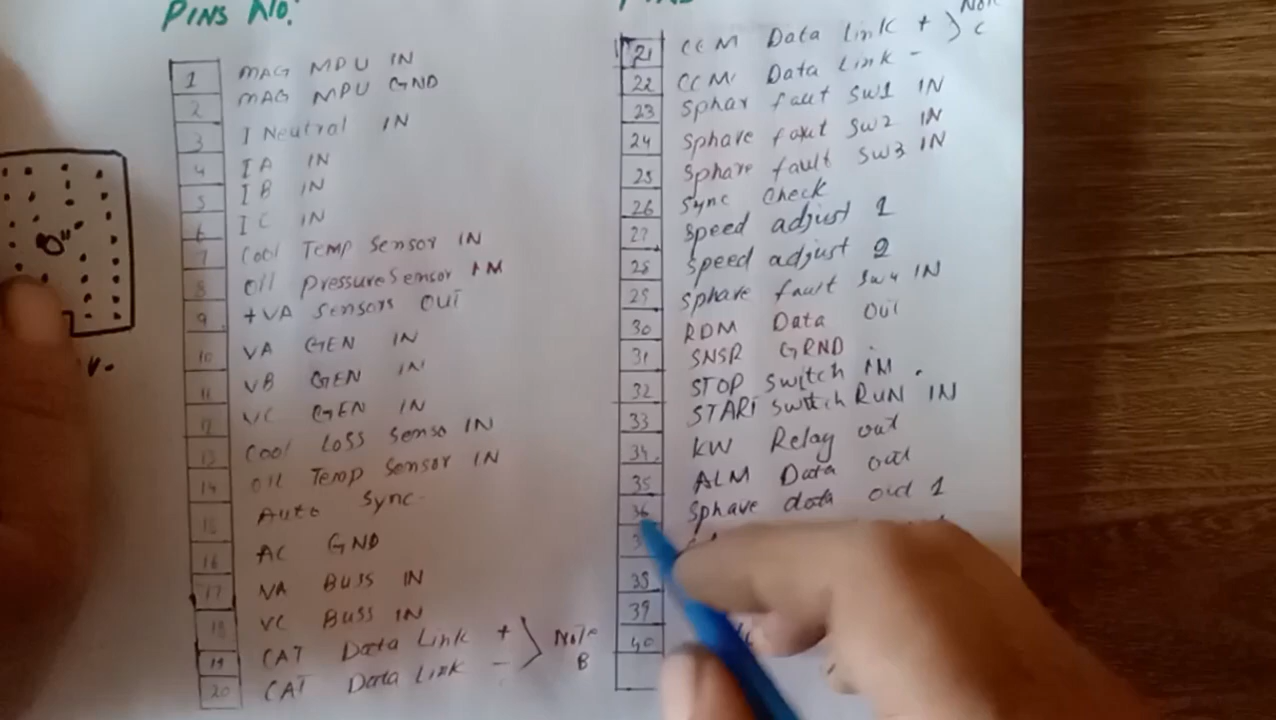 PINS No:
1 MAG MPU IN
2 MAG MPU GND
3 I Neutral IN
4 IA IN
5 IB IN
6 IC IN
7 Cool Temp Sensor IN
8 Oil Pressure Sensor IM
9 +VA Sensors OUT
10 VA GEN IN
11 VB GEN IN
12 VC GEN IN
13 Cool LOSS Senso IN
14 Oil Temp Sensor IN
15 Auto Sync
16 AC GND
17 VA BUSS IN
18 VC BUSS IN
19 CAT Data Link +
20 CAT Data Link -
Note B
21 CCM Data Link +
22 CCM Data Link -
C
23 Sphar faut SW1 IN
24 Sphave faut SW2 IN
25 Sphare fault SW3 IN
26 Sync Check
27 Speed adjust 1
28 Speed adjust 2
29 Sphave fault SW4 IN
30 RDM Data Out
31 SNSR GRND
32 STOP Switch IM
33 START Switch RUN IN
34 KW Relay out
35 ALM Data out
36 Sphave data out 1
38
39
40
"D"